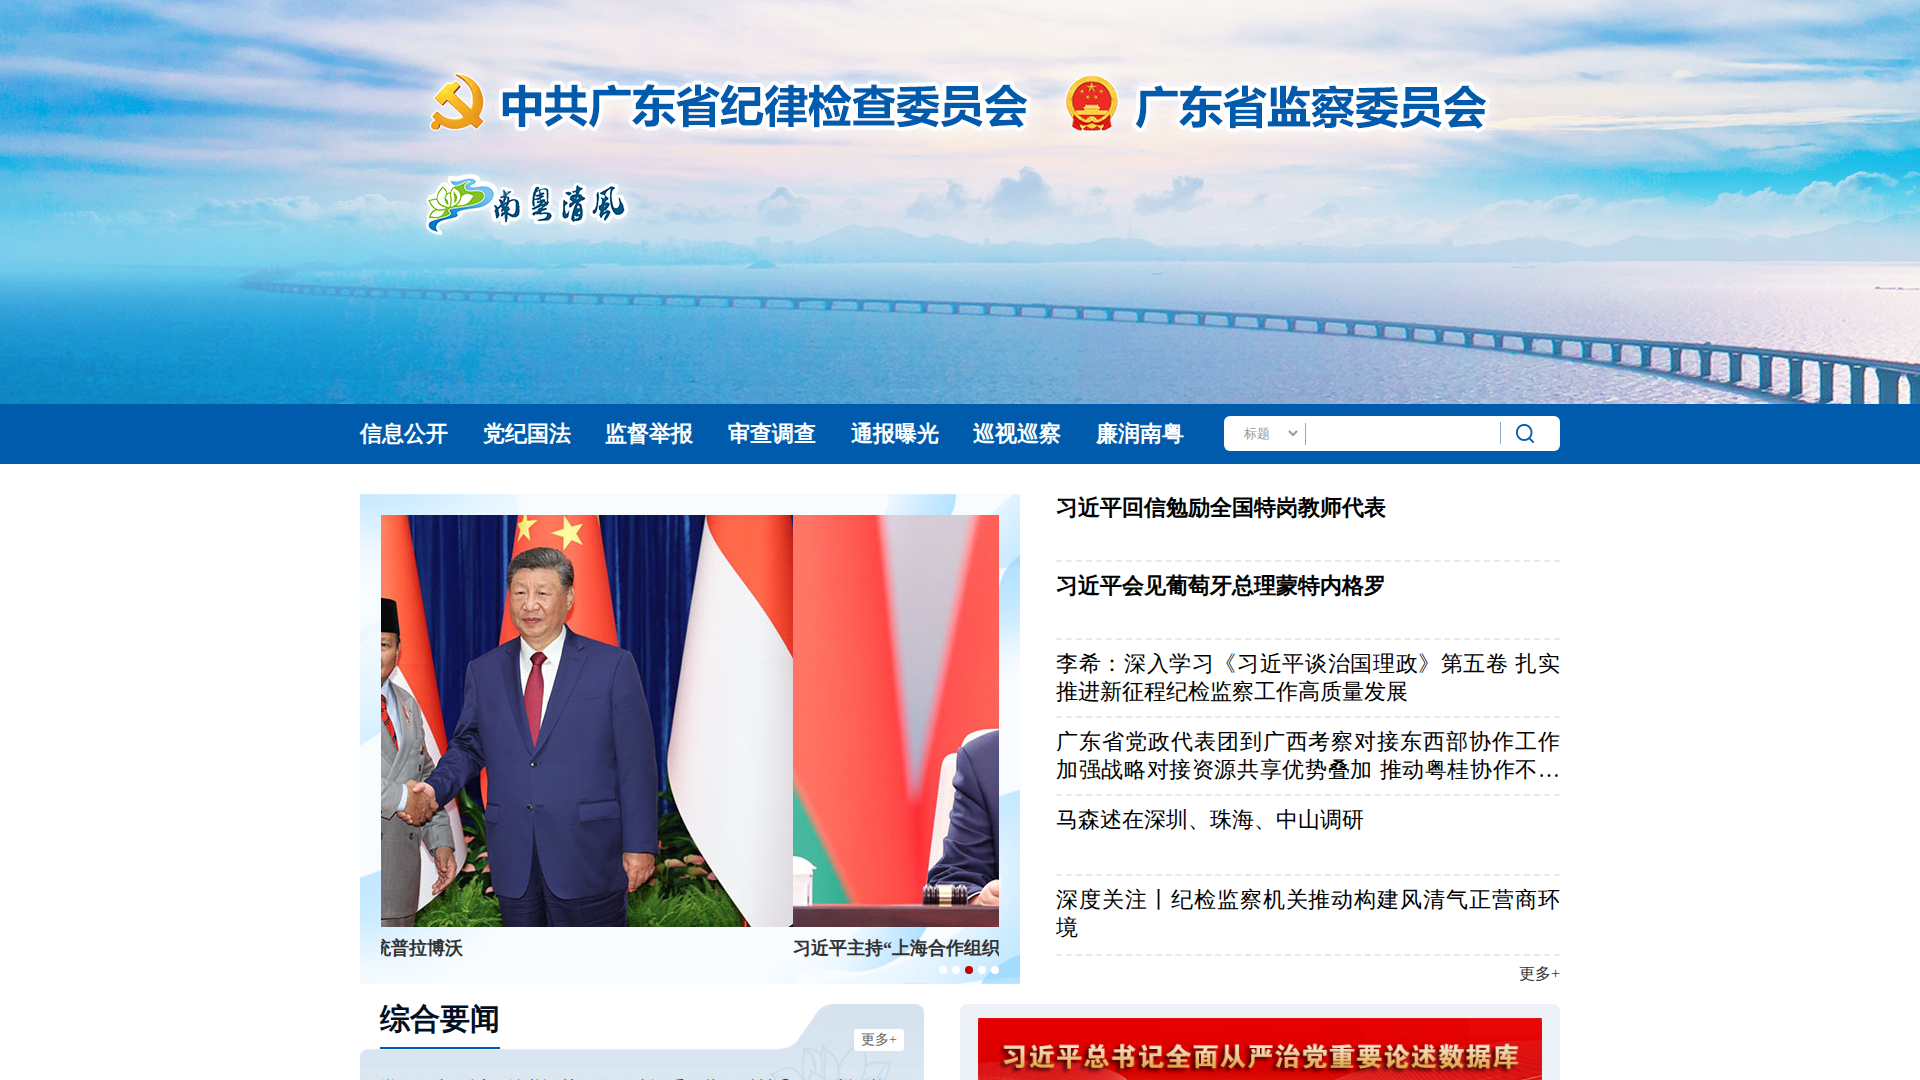 中共广东省纪律检查委员会 广东省监察委员会
南粤清风
信息公开 党纪国法 监督举报 审查调查 通报曝光 巡视巡察 廉润南粤 标题
习近平回信勉励全国特岗教师代表
习近平会见葡萄牙总理蒙特内格罗
李希：深入学习《习近平谈治国理政》第五卷 扎实
推进新征程纪检监察工作高质量发展
广东省党政代表团到广西考察对接东西部协作工作
加强战略对接资源共享优势叠加 推动粤桂协作不…
马森述在深圳、珠海、中山调研
深度关注丨纪检监察机关推动构建风清气正营商环
境
更多+
统普拉博沃
习近平主持“上海合作组织
综合要闻
更多+
习近平总书记全面从严治党重要论述数据库